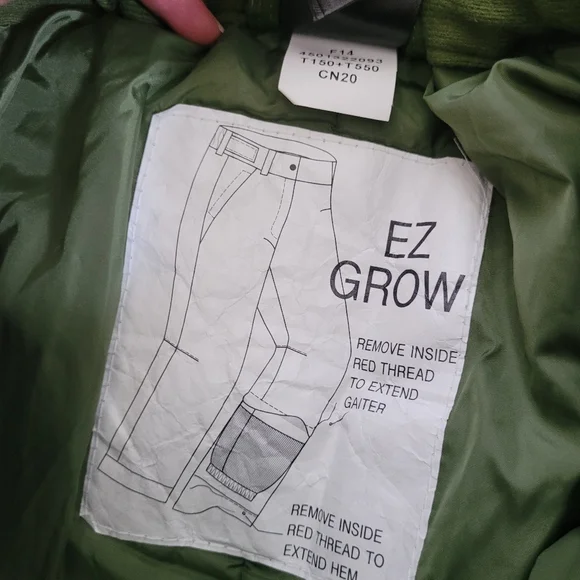 F14
4501322093
T150+T550
CN20
EZ
GROW
REMOVE INSIDE
RED THREAD
TO EXTEND
GAITER
REMOVE INSIDE
RED THREAD TO
EXTEND HEM